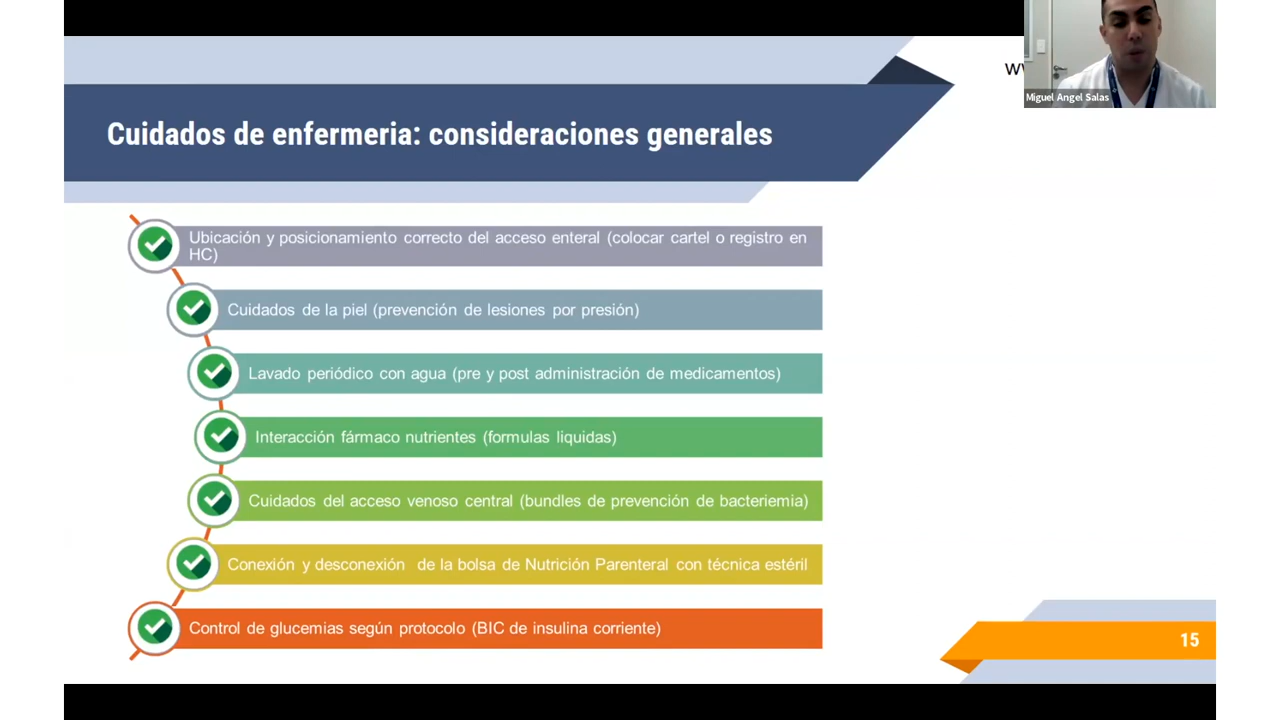 Cuidados de enfermeria: consideraciones generales
Miguel Angel Salas
Ubicación y posicionamiento correcto del acceso enteral (colocar cartel o registro en
HC)
Cuidados de la piel (prevención de lesiones por presión)
Lavado periódico con agua (pre y post administración de medicamentos)
Interacción fármaco nutrientes (formulas liquidas)
Cuidados del acceso venoso central (bundles de prevención de bacteriemia)
Conexión y desconexión de la bolsa de Nutrición Parenteral con técnica estéril
Control de glucemias según protocolo (BIC de insulina corriente)
15